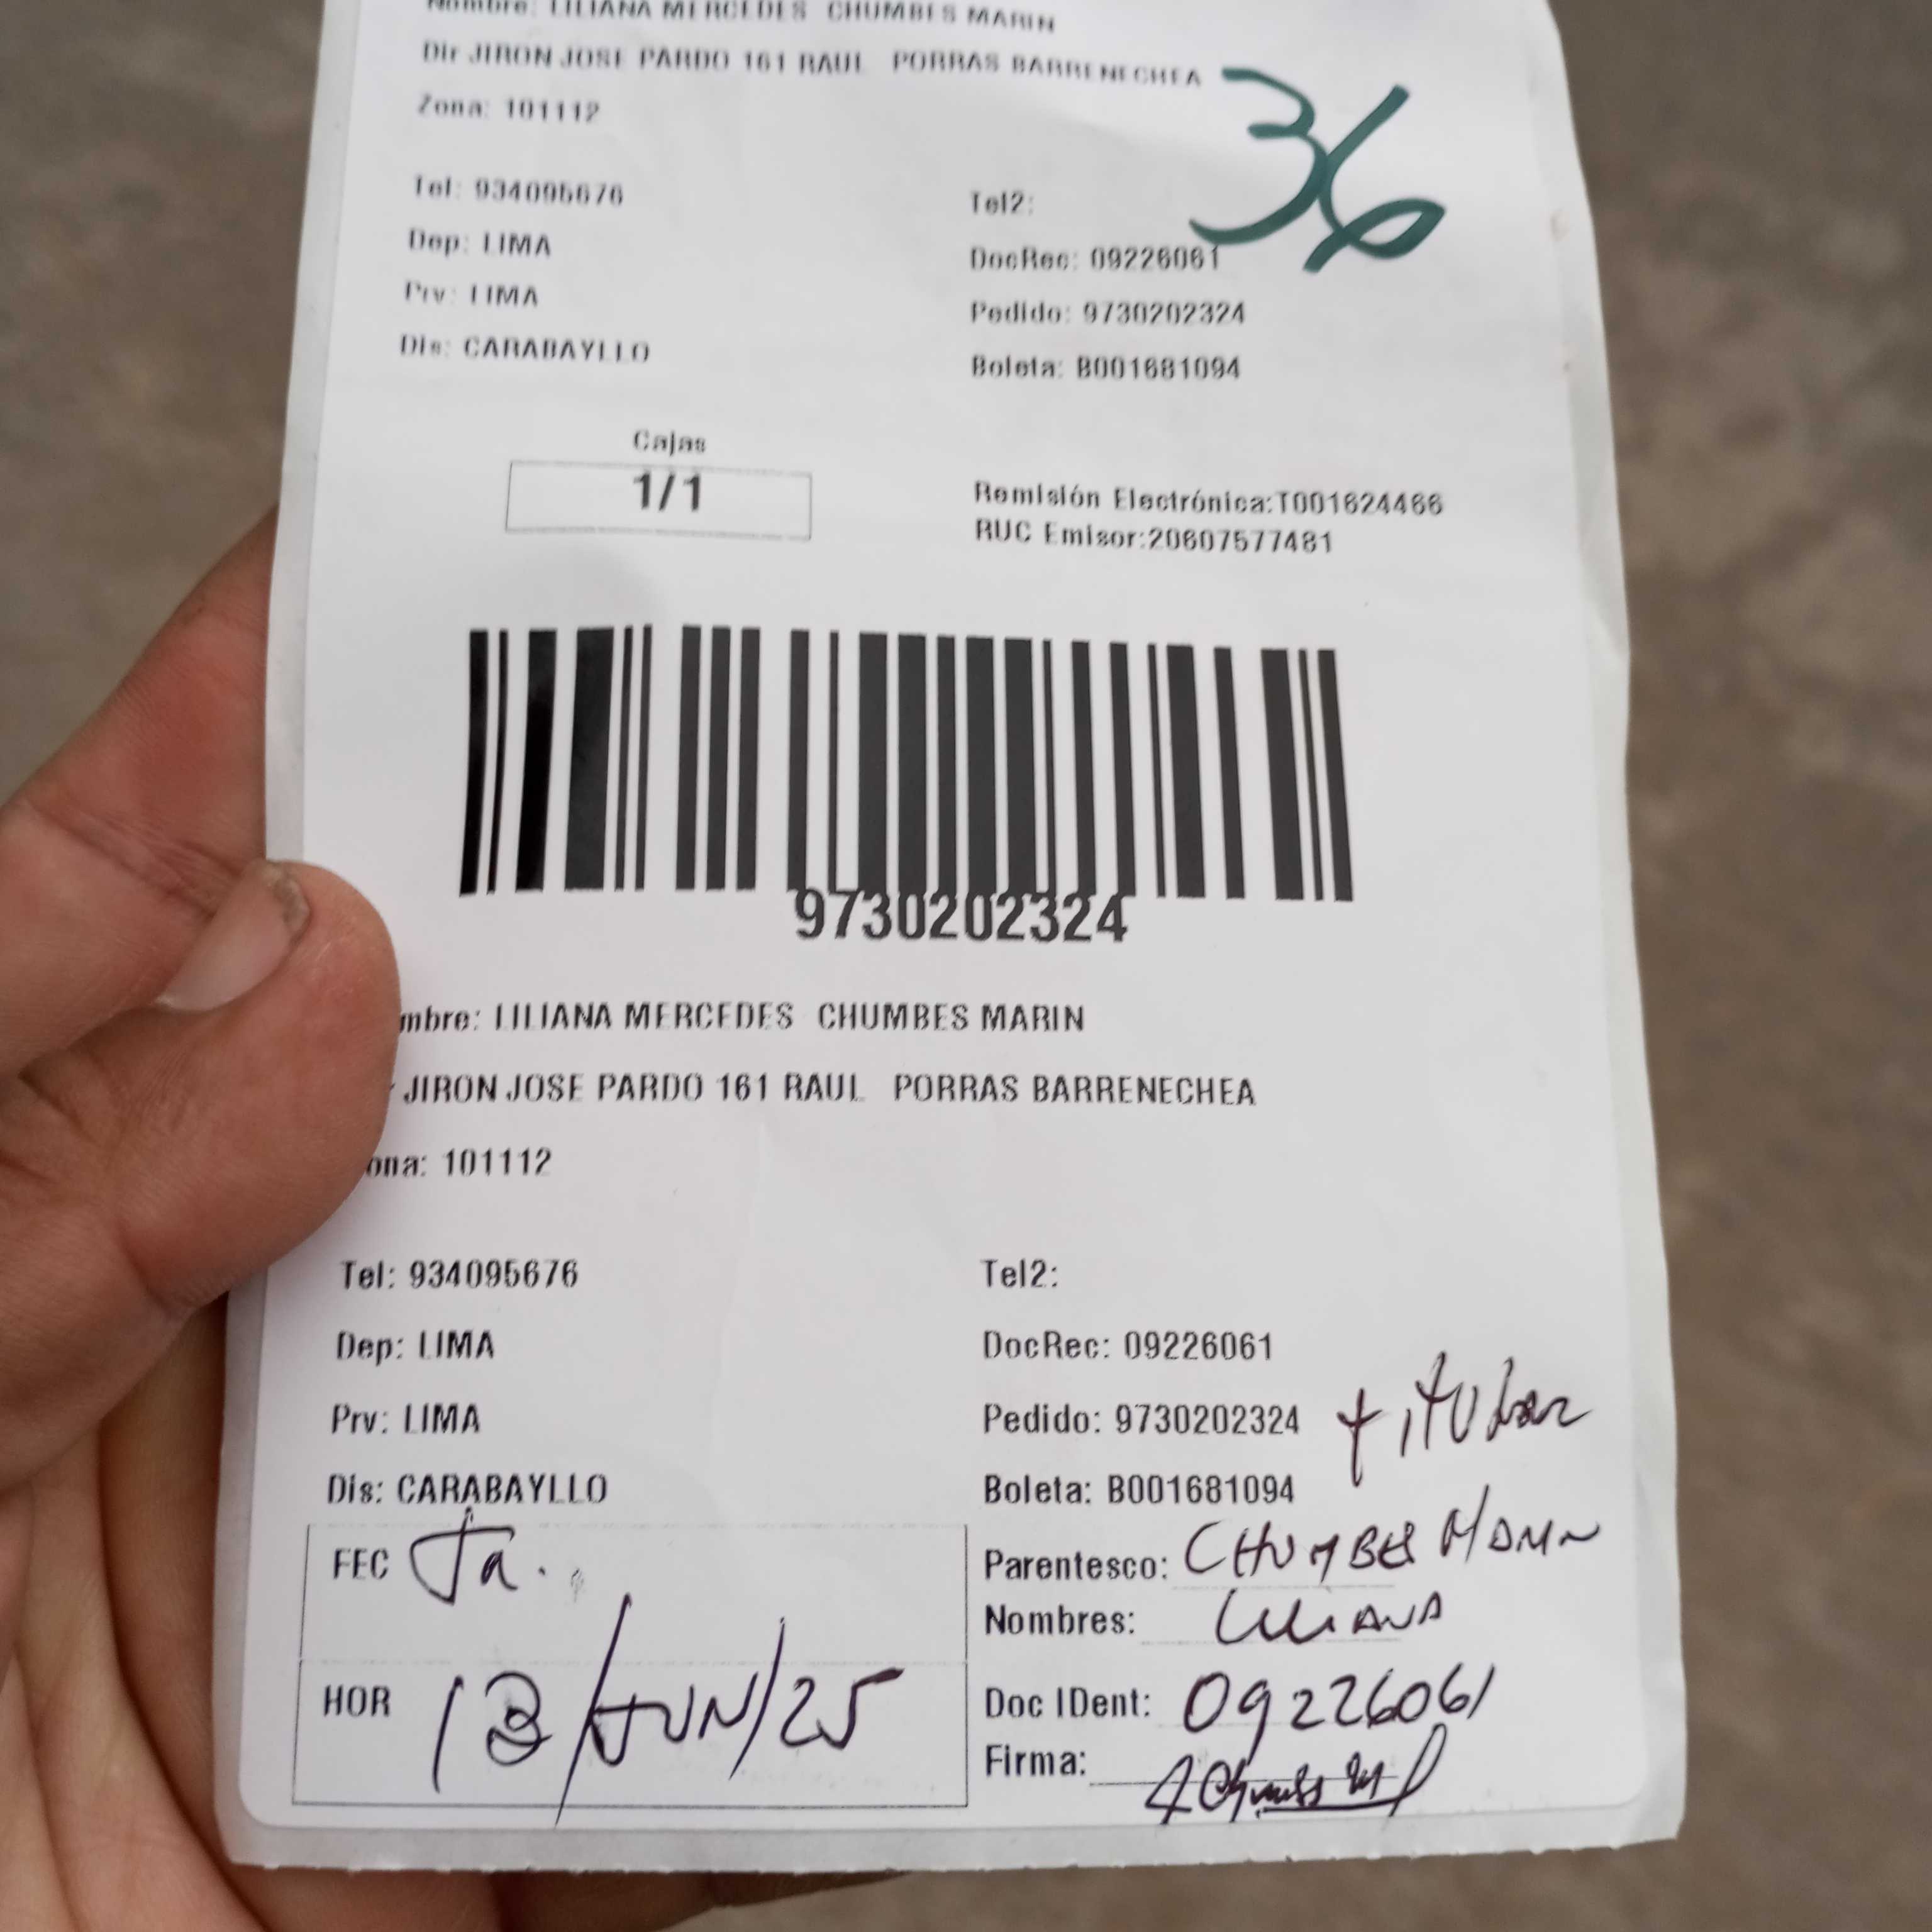 Nombre: LILIANA MERCEDES CHUMBES MARIN
Dir JIRON JOSE PARDO 161 RAUL PORRAS BARRENECHEA
36
Zona: 101112
Tel: 934095676
Tel2:
Dep: LIMA
DocRec: 09226061
Prv: LIMA
Pedido: 9730202324
Dis: CARABAYLLO
Boleta: B001681094
Cajas
1/1
Remisión Electrónica:T001624466
RUC Emisor:20607577481
9730202324
mbre: LILIANA MERCEDES CHUMBES MARIN
JIRON JOSE PARDO 161 RAUL PORRAS BARRENECHEA
ona: 101112
Tel: 934095676
Tel2:
Dep: LIMA
DocRec: 09226061
Prv: LIMA
Pedido: 9730202324 titular
Dis: CARABAYLLO
Boleta: B001681094
FEC
Parentesco: CHUMBES MARIN
Nombres: LILIANA
HOR 13/JUN/25
Doc IDent: 09226061
Firma: